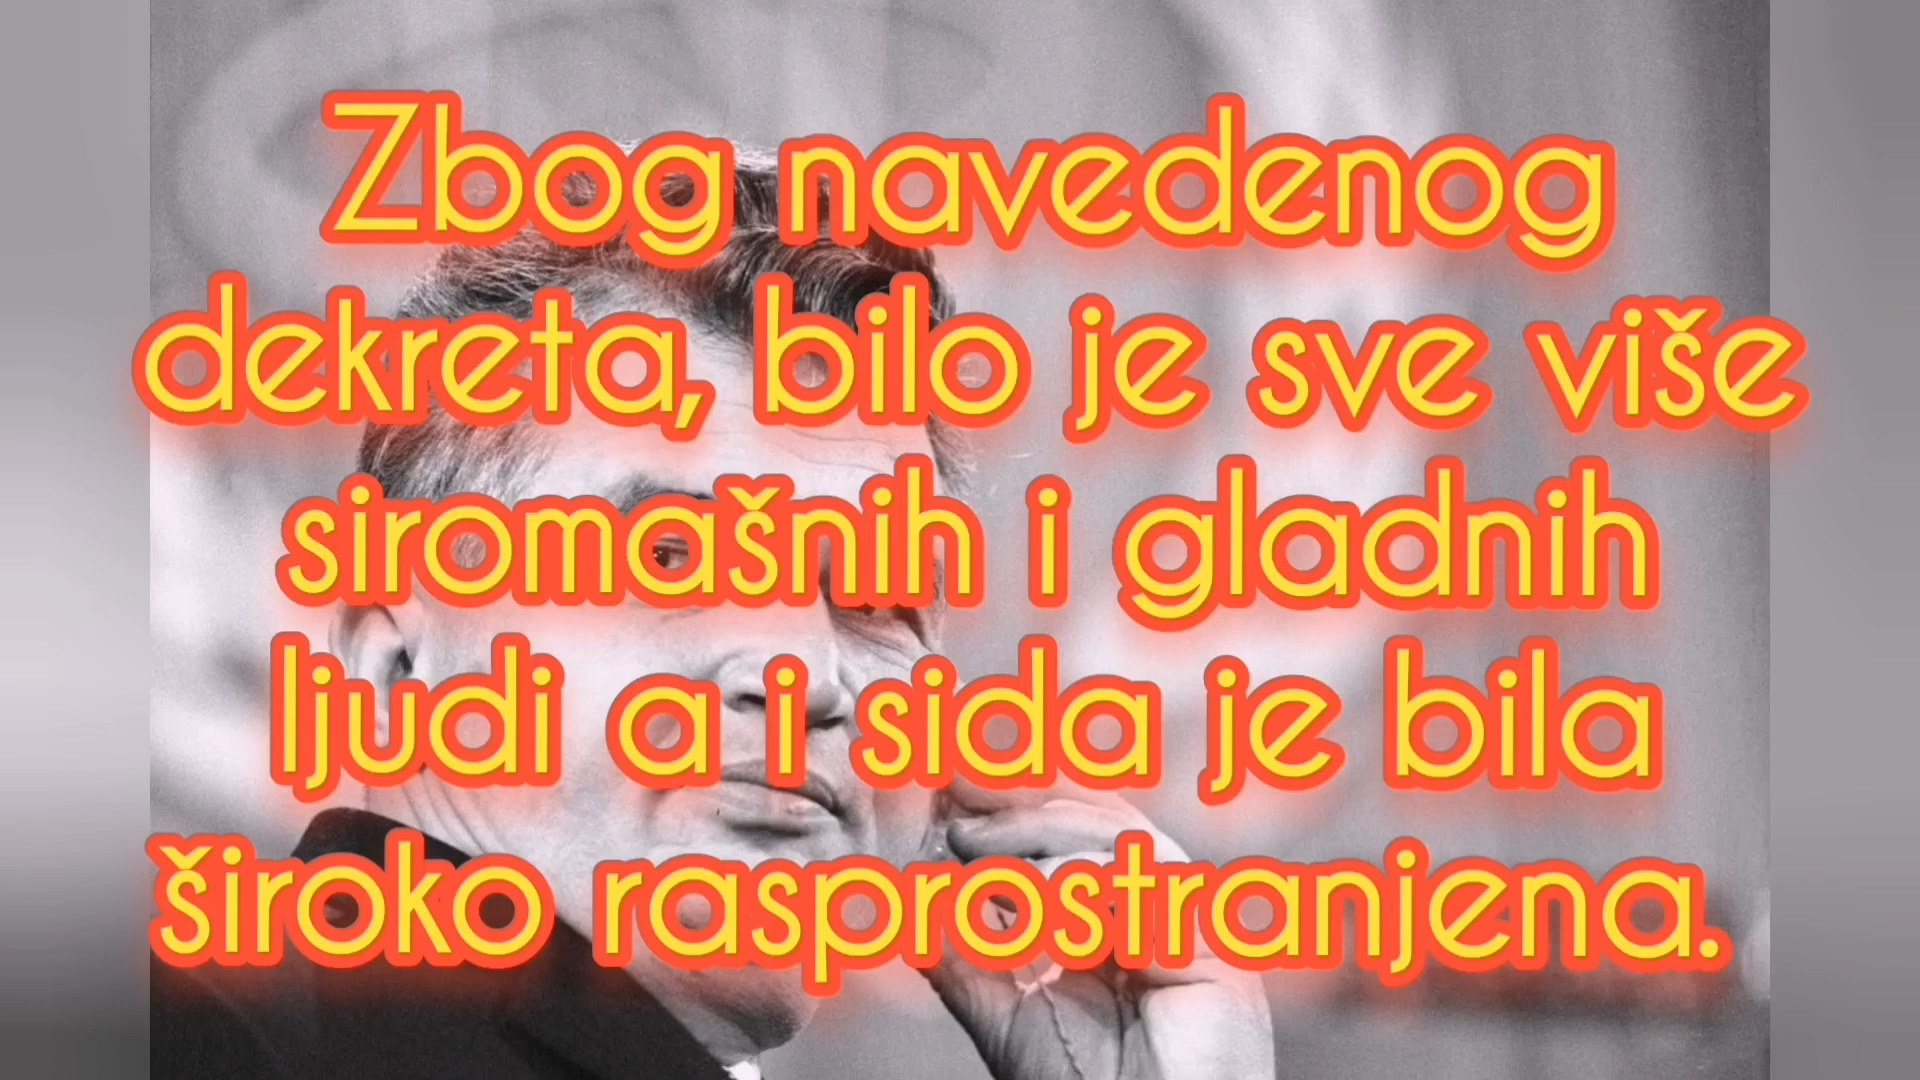 Zbog navedenog
dekreta, bilo je sve više
siromašnih i gladnih
ljudi a i sida je bila
široko rasprostranjena.